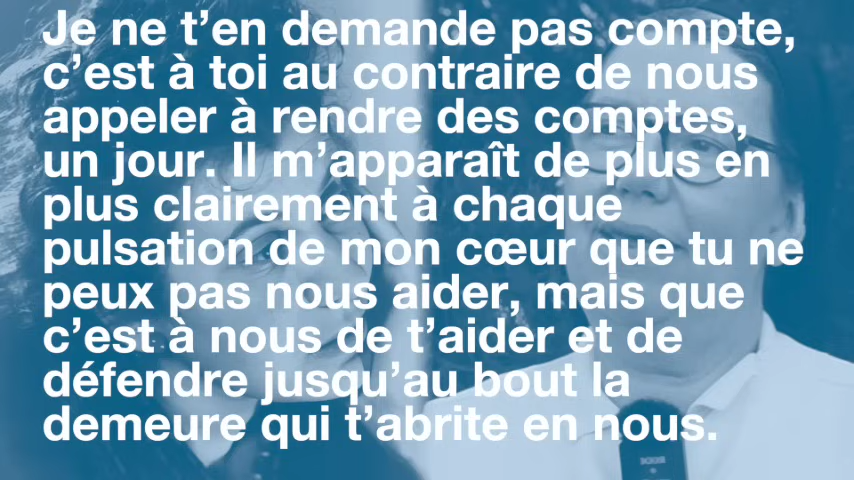 Je ne t’en demande pas compte,
c’est à toi au contraire de nous
appeler à rendre des comptes,
un jour. Il m’apparaît de plus en
plus clairement à chaque
pulsation de mon cœur que tu ne
peux pas nous aider, mais que
c’est à nous de t’aider et de
défendre jusqu’au bout la
demeure qui t’abrite en nous.